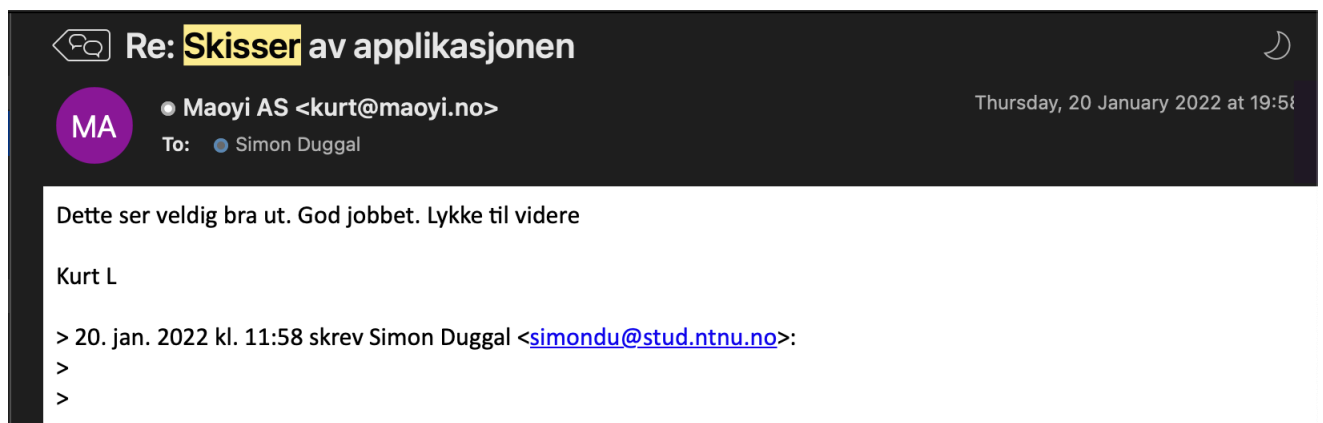 Re: Skisser av applikasjonen
MA
Maoyi AS <kurt@maoyi.no>
Thursday, 20 January 2022 at 19:58
To: Simon Duggal
Dette ser veldig bra ut. God jobbet. Lykke til videre
Kurt L
> 20. jan. 2022 kl. 11:58 skrev Simon Duggal <simondu@stud.ntnu.no>:
>
>